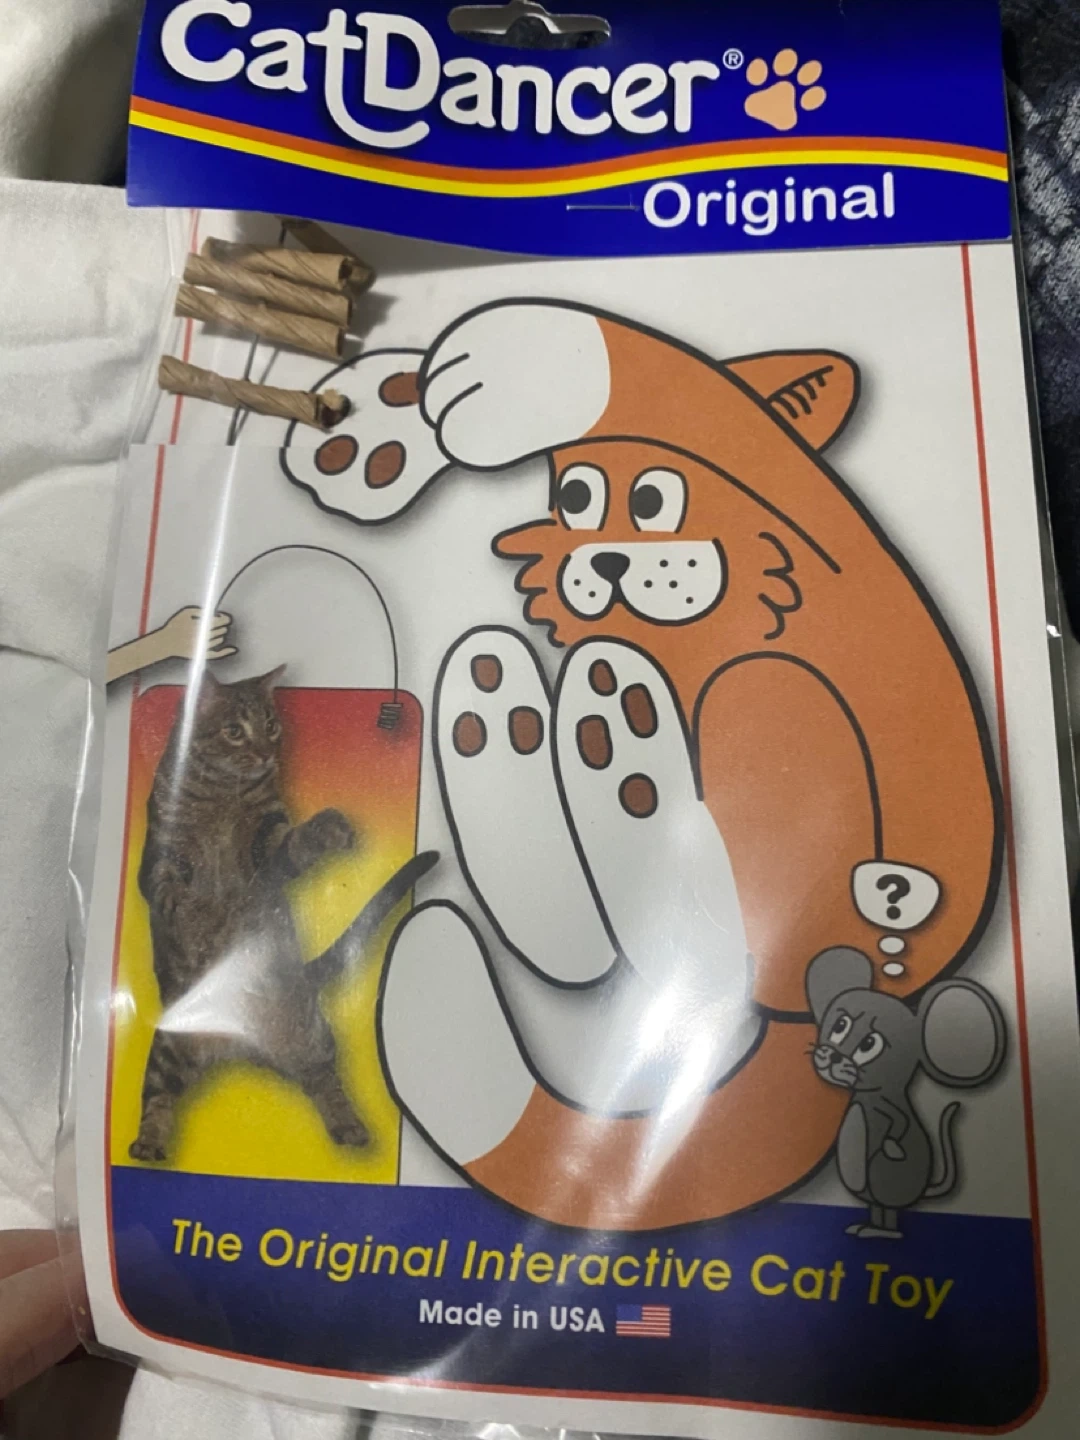 CatDancer®
Original
?
The Original Interactive Cat Toy
Made in USA